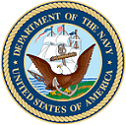 DEPARTMENT OF THE NAVY
UNITED STATES OF AMERICA